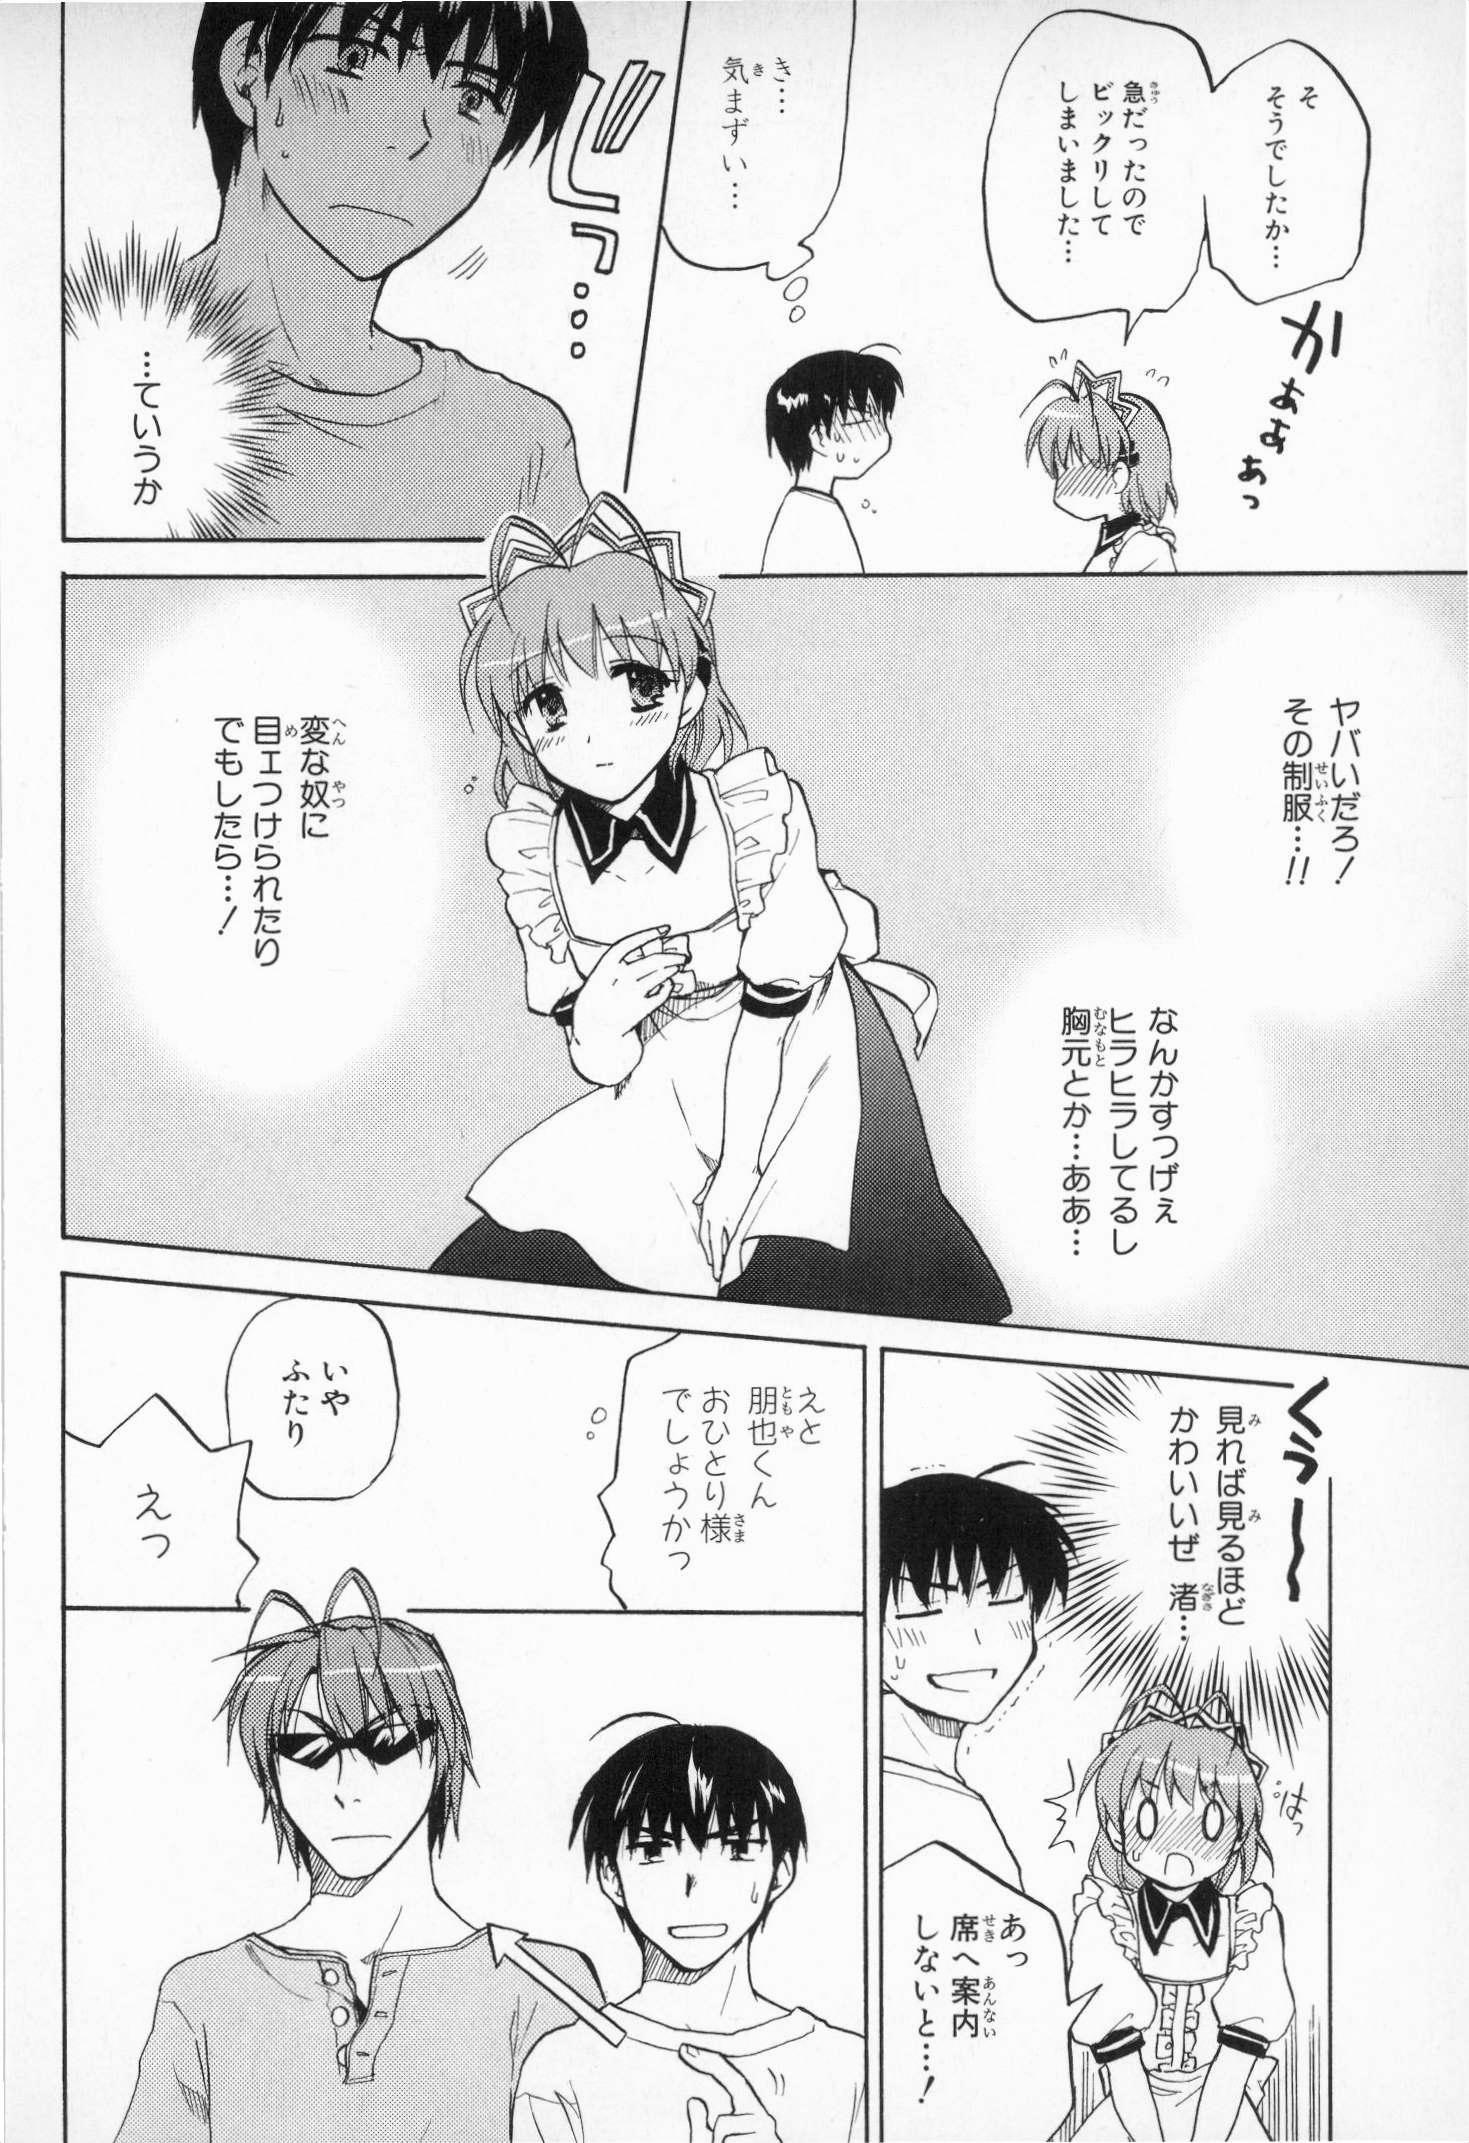 そ
そうでしたか…
急だったので
ビックリして
しまいました…
かああぁっ
き…
気まずい…
ドッ…
…ていうか
ヤバいだろ！
その制服…!!
なんかすっげぇ
ヒラヒラしてるし
胸元とか…ああ…
変な奴に
目エつけられたり
でもしたら…！
くぅ〜
見れば見るほど
かわいいぜ 渚…
はっ
あっ
席へ案内
しないと…！
えと
朋也くん
おひとり様
でしょうかっ
いや
ふたり
えっ